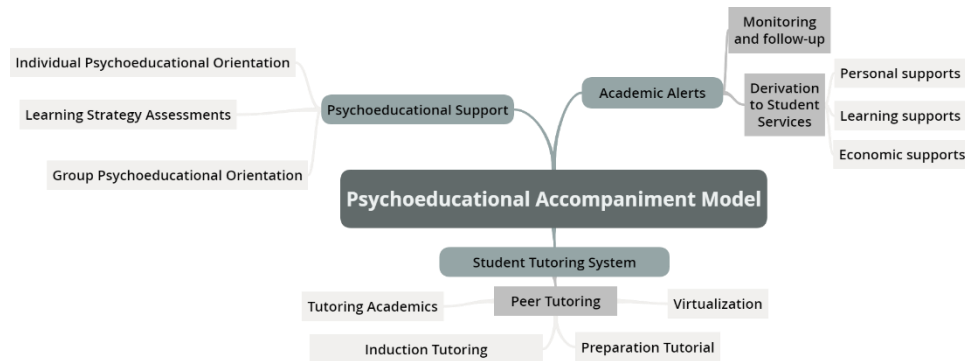 Monitoring
and follow-up
Individual Psychoeducational Orientation
Academic Alerts
Personal supports
Psychoeducational Support
Derivation
to Student
Services
Learning Strategy Assessments
Learning supports
Economic supports
Group Psychoeducational Orientation
Psychoeducational Accompaniment Model
Student Tutoring System
Tutoring Academics
Peer Tutoring
Virtualization
Induction Tutoring
Preparation Tutorial